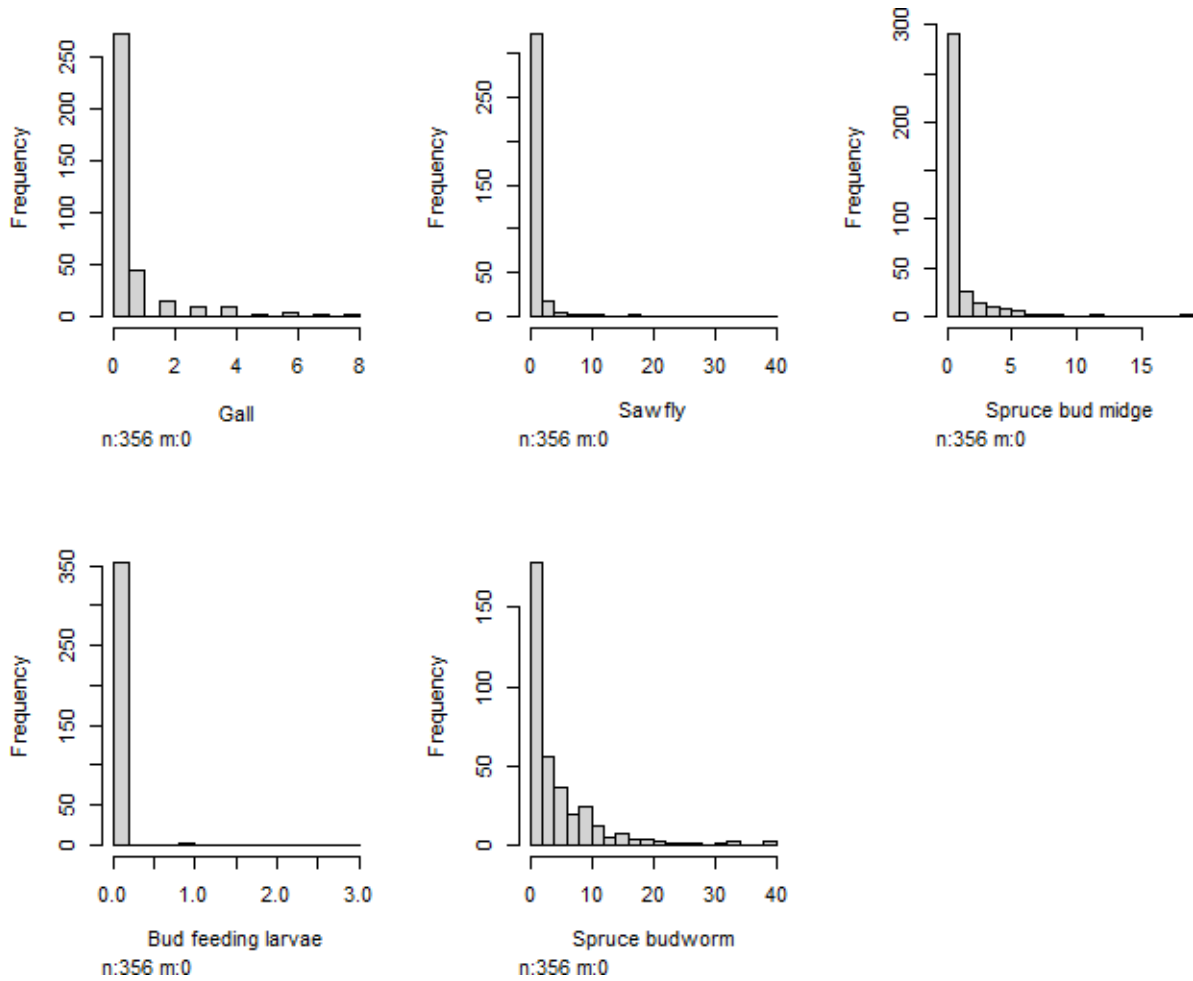 Frequency
0 50 100 150 200 250
0 2 4 6 8
Gall
n:356 m:0
Frequency
0 50 150 250
0 10 20 30 40
Sawfly
n:356 m:0
Frequency
0 50 100 200 300
0 5 10 15
Spruce bud midge
n:356 m:0
Frequency
0 50 150 250 350
0.0 1.0 2.0 3.0
Bud feeding larvae
n:356 m:0
Frequency
0 50 100 150
0 10 20 30 40
Spruce budworm
n:356 m:0